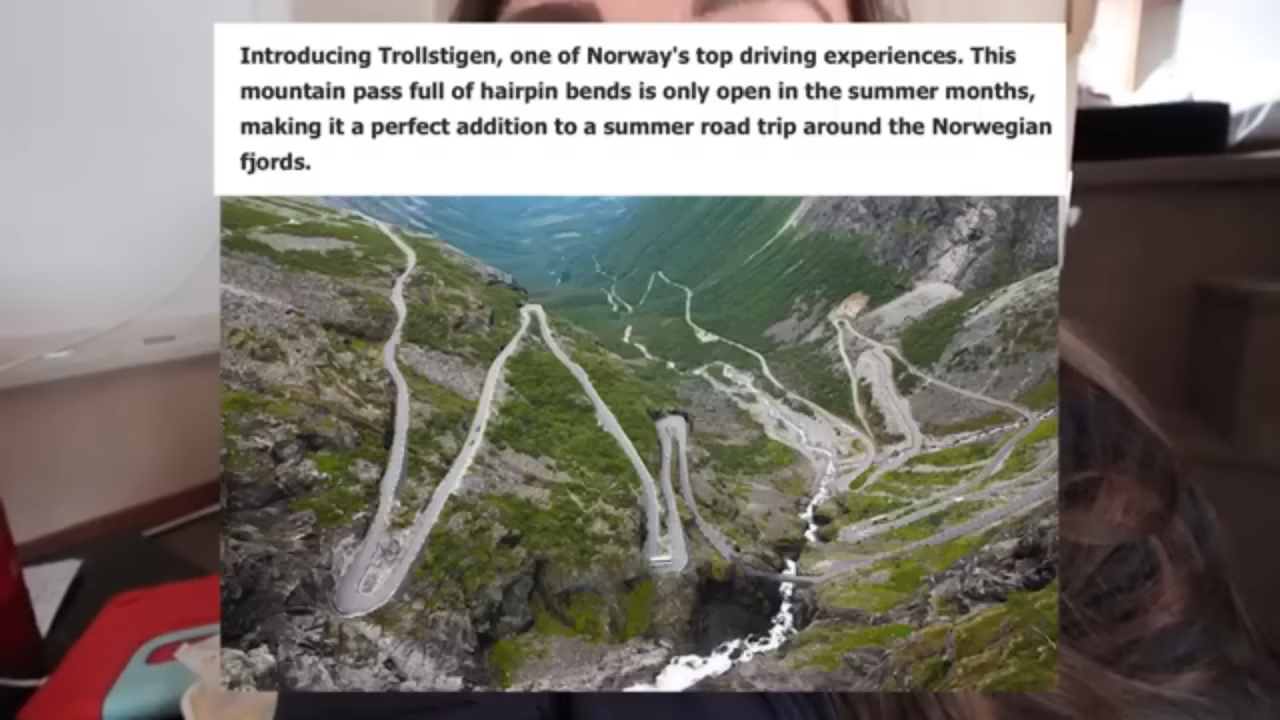 Introducing Trollstigen, one of Norway's top driving experiences. This
mountain pass full of hairpin bends is only open in the summer months,
making it a perfect addition to a summer road trip around the Norwegian
fjords.